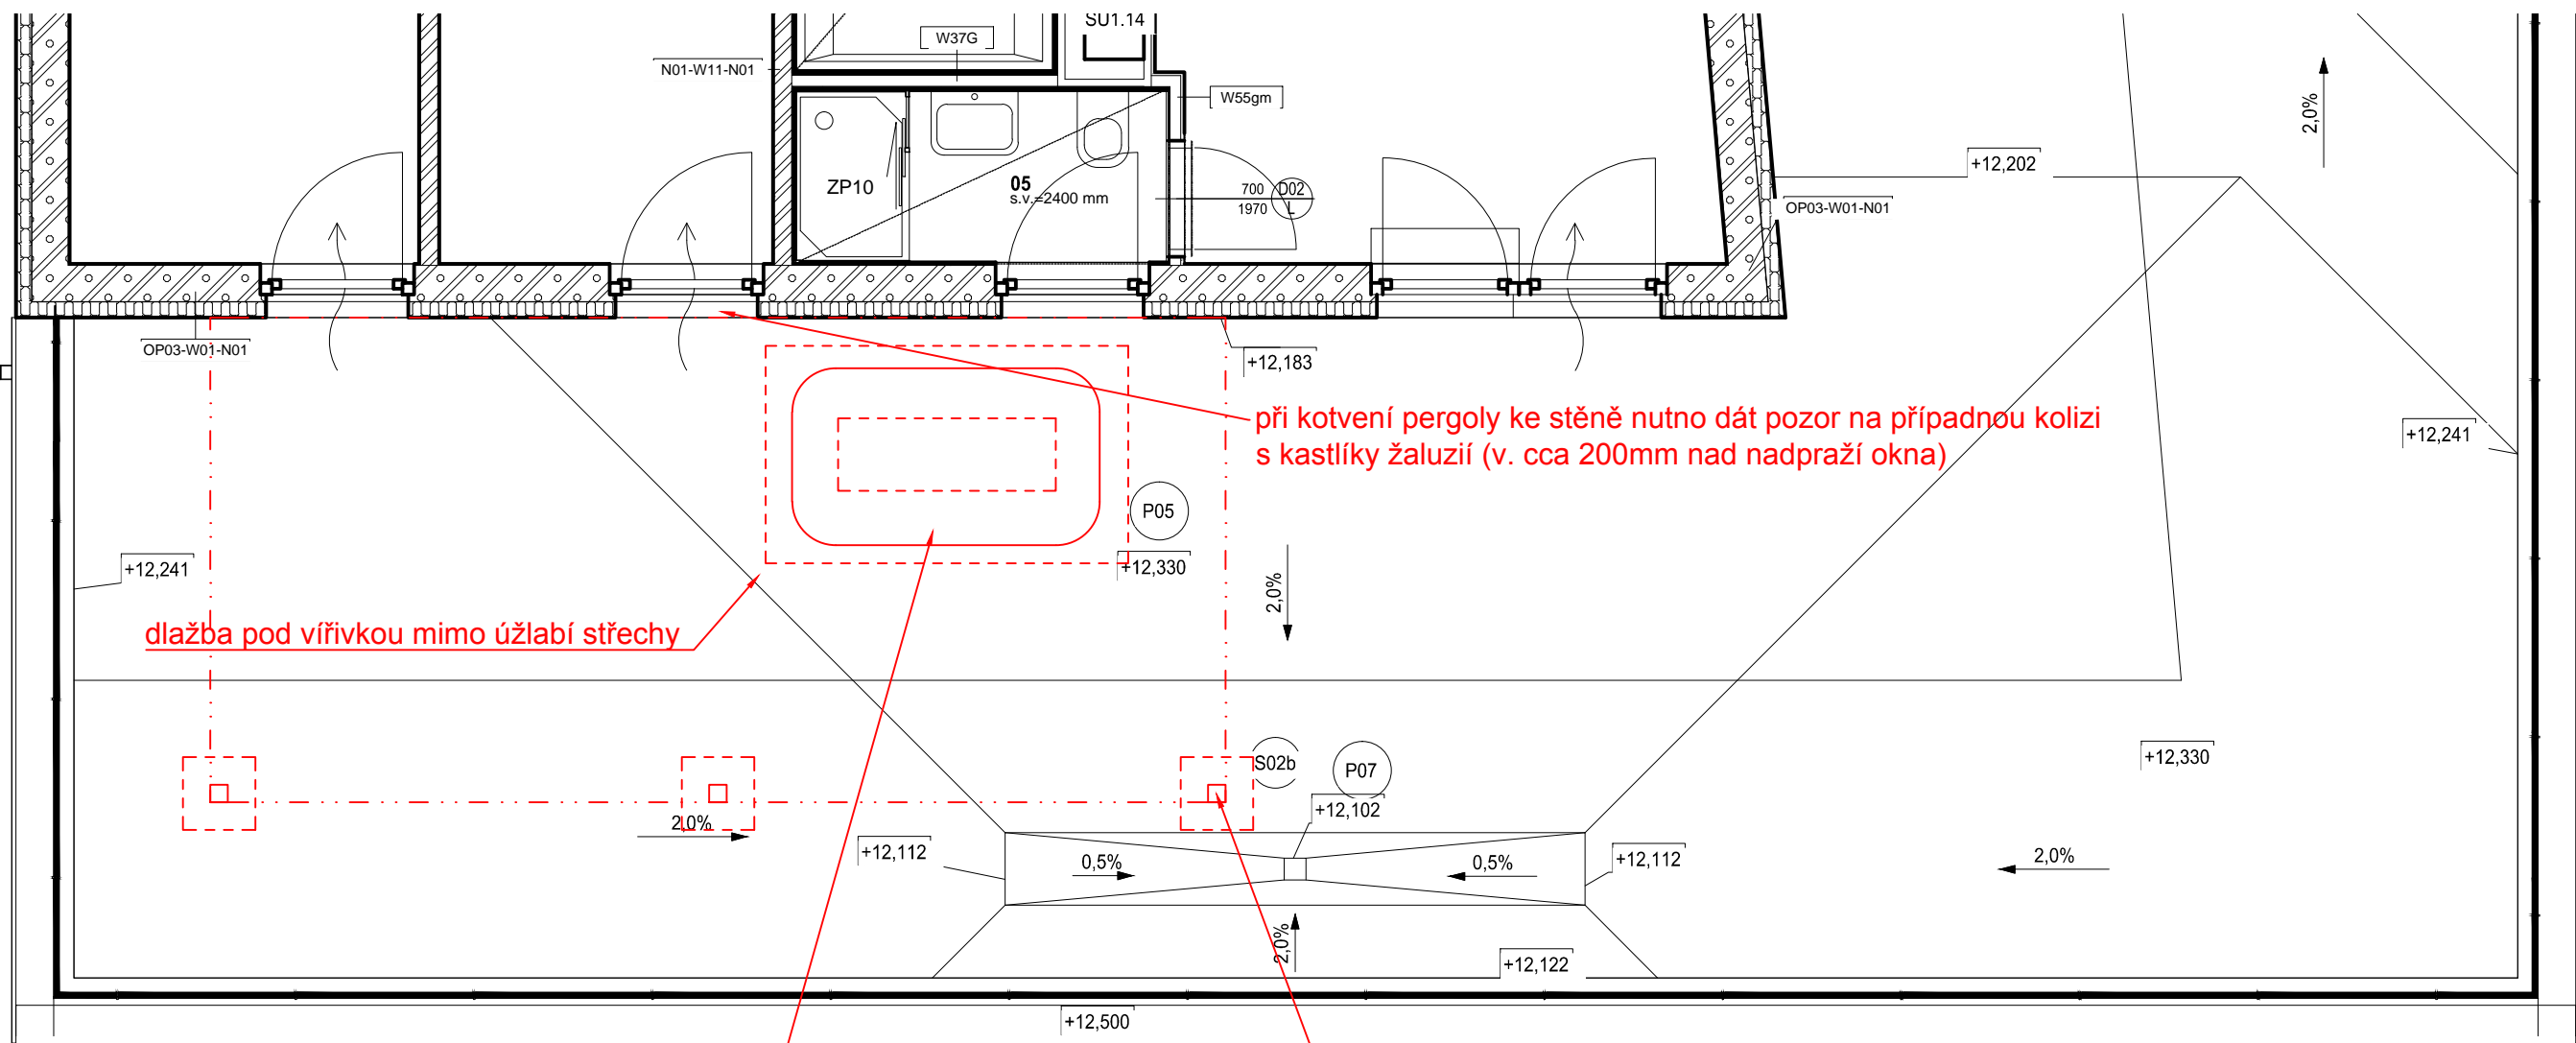 SU1.14
W37G
N01-W11-N01
W55gm
2,0%
+12,202
ZP10
05
s.v.=2400 mm
700
1970
D02
L
OP03-W01-N01
OP03-W01-N01
+12,183
při kotvení pergoly ke stěně nutno dát pozor na případnou kolizi
s kastlíky žaluzií (v. cca 200mm nad nadpraží okna)
+12,241
P05
+12,241
+12,330
2,0%
dlažba pod vířivkou mimo úžlabí střechy
S02b
P07
+12,330
+12,102
2,0%
+12,112
0,5%
0,5%
+12,112
2,0%
2,0%
+12,122
+12,500